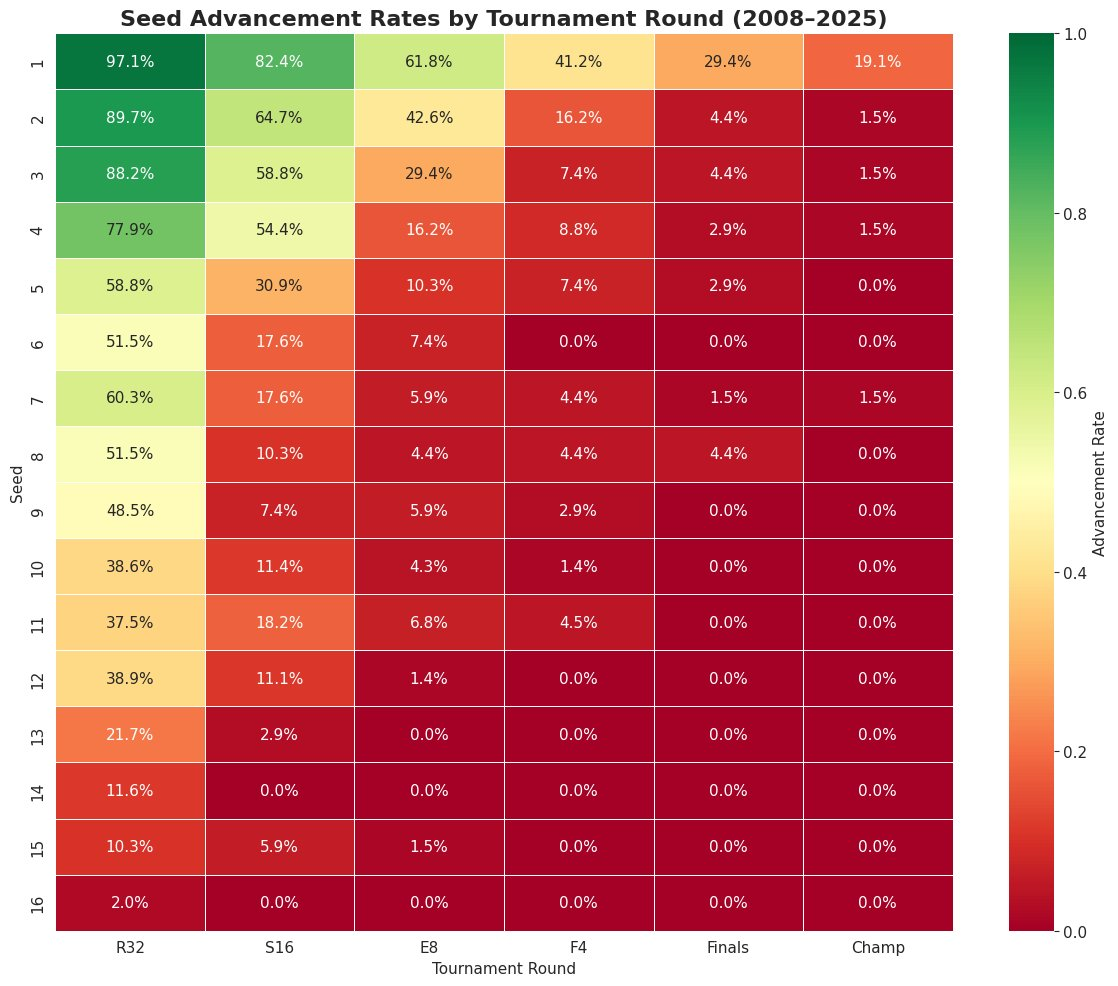 Seed Advancement Rates by Tournament Round (2008–2025)
1 97.1% 82.4% 61.8% 41.2% 29.4% 19.1%
2 89.7% 64.7% 42.6% 16.2% 4.4% 1.5%
3 88.2% 58.8% 29.4% 7.4% 4.4% 1.5%
4 77.9% 54.4% 16.2% 8.8% 2.9% 1.5%
5 58.8% 30.9% 10.3% 7.4% 2.9% 0.0%
6 51.5% 17.6% 7.4% 0.0% 0.0% 0.0%
7 60.3% 17.6% 5.9% 4.4% 1.5% 1.5%
8 51.5% 10.3% 4.4% 4.4% 4.4% 0.0%
9 48.5% 7.4% 5.9% 2.9% 0.0% 0.0%
10 38.6% 11.4% 4.3% 1.4% 0.0% 0.0%
11 37.5% 18.2% 6.8% 4.5% 0.0% 0.0%
12 38.9% 11.1% 1.4% 0.0% 0.0% 0.0%
13 21.7% 2.9% 0.0% 0.0% 0.0% 0.0%
14 11.6% 0.0% 0.0% 0.0% 0.0% 0.0%
15 10.3% 5.9% 1.5% 0.0% 0.0% 0.0%
16 2.0% 0.0% 0.0% 0.0% 0.0% 0.0%
R32 S16 E8 F4 Finals Champ
Tournament Round
Seed
1.0
0.8
0.6
0.4
0.2
0.0
Advancement Rate